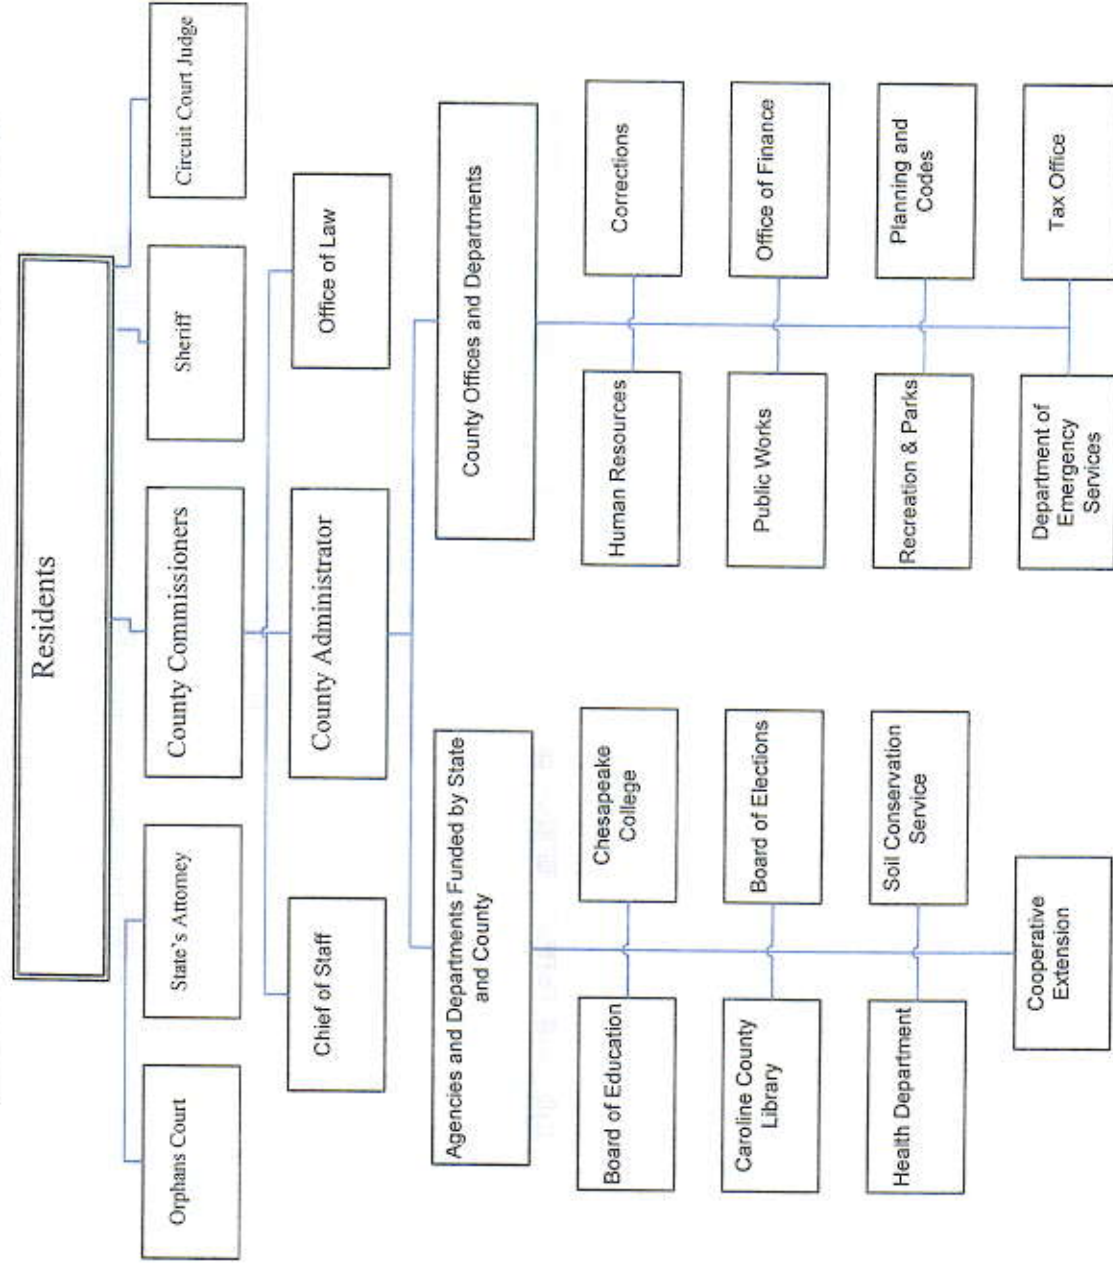 Residents
Orphans Court
State's Attorney
County Commissioners
Sheriff
Circuit Court Judge
Chief of Staff
County Administrator
Office of Law
Agencies and Departments Funded by State
and County
County Offices and Departments
Board of Education
Chesapeake
College
Human Resources
Corrections
Caroline County
Library
Board of Elections
Public Works
Office of Finance
Health Department
Soil Conservation
Service
Recreation & Parks
Planning and
Codes
Cooperative
Extension
Department of
Emergency
Services
Tax Office